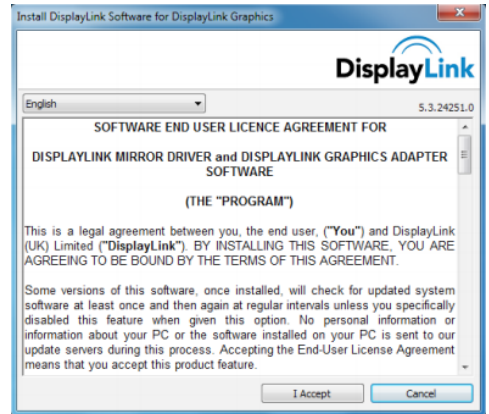 Install DisplayLink Software for DisplayLink Graphics
DisplayLink
English
5.3.24251.0
SOFTWARE END USER LICENCE AGREEMENT FOR
DISPLAYLINK MIRROR DRIVER and DISPLAYLINK GRAPHICS ADAPTER
SOFTWARE
(THE "PROGRAM")
This is a legal agreement between you, the end user, ("You") and DisplayLink
(UK) Limited ("DisplayLink"). BY INSTALLING THIS SOFTWARE, YOU ARE
AGREEING TO BE BOUND BY THE TERMS OF THIS AGREEMENT.
Some versions of this software, once installed, will check for updated system
software at least once and then again at regular intervals unless you specifically
disabled this feature when given this option. No personal information or
information about your PC or the software installed on your PC is sent to our
update servers during this process. Accepting the End-User License Agreement
means that you accept this product feature.
I Accept
Cancel